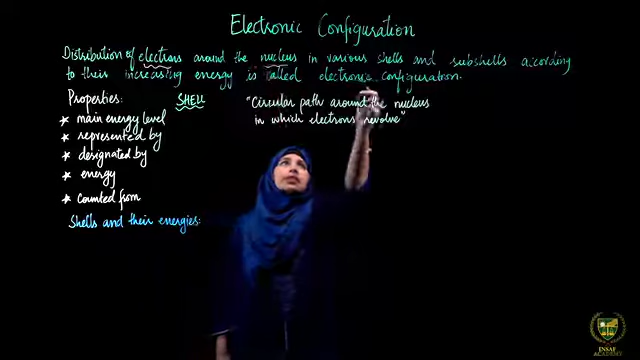 Electronic Configuration
Distribution of electrons around the nucleus in various shells and subshells according
to their increasing energy is called electronic configuration.
Properties: SHELL "Circular path around the nucleus
in which electrons revolve"
* main energy level
* represented by
* designated by
* energy
* Counted from
Shells and their energies:
ENSAF
ACADEMY